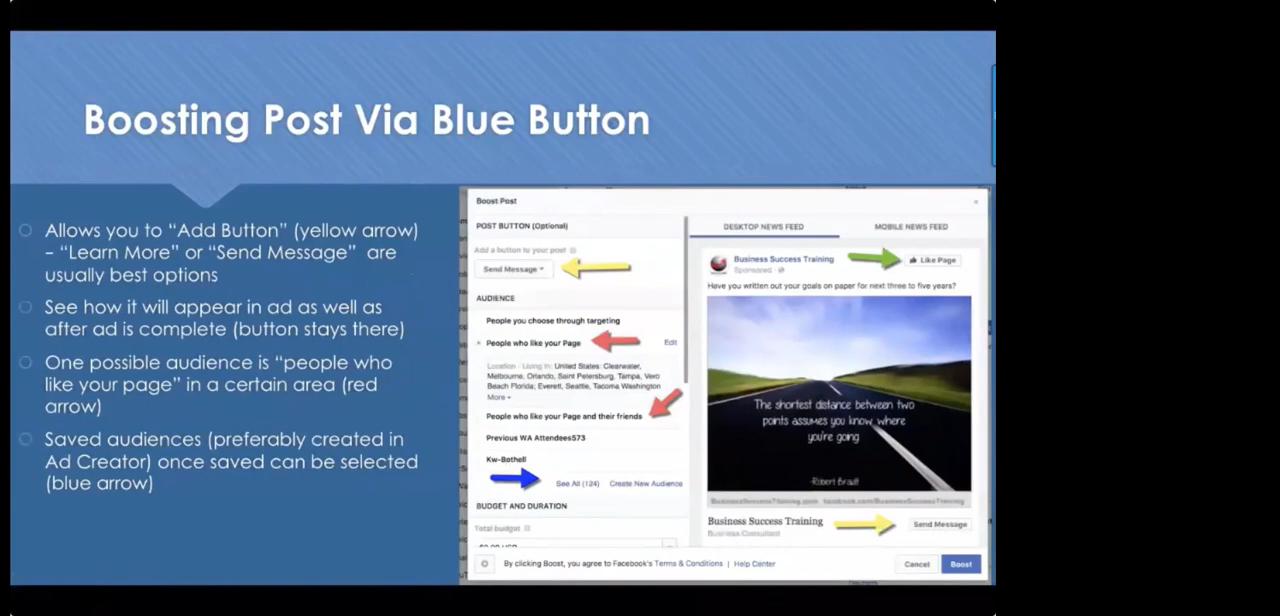 Boosting Post Via Blue Button
Allows you to “Add Button” (yellow arrow)
– “Learn More” or “Send Message” are
usually best options
See how it will appear in ad as well as
after ad is complete (button stays there)
One possible audience is “people who
like your page” in a certain area (red
arrow)
Saved audiences (preferably created in
Ad Creator) once saved can be selected
(blue arrow)
Boost Post
POST BUTTON (Optional)
Add a button to your post
Send Message
AUDIENCE
People you choose through targeting
People who like your Page
Edit
Location - Living In: United States: Clearwater,
Melbourne, Orlando, Saint Petersburg, Tampa, Vero
Beach Florida; Everett, Seattle, Tacoma Washington
More
People who like your Page and their friends
Previous WA Attendees573
Kw-Bothell
See All (124) Create New Audience
BUDGET AND DURATION
Total budget
DESKTOP NEWS FEED MOBILE NEWS FEED
Business Success Training
Like Page
Sponsored
Have you written out your goals on paper for next three to five years?
The shortest distance between two
points assumes you know where
you're going
-Robert Brault
BusinessSuccessTraining.com facebook.com/BusinessSuccessTraining
Business Success Training
Send Message
Business Consultant
By clicking Boost, you agree to Facebook's Terms & Conditions | Help Center
Cancel Boost